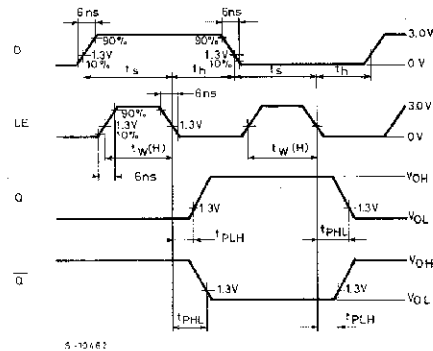 6ns 6ns
90% 90%
3.0V
D
1.3V 1.3V
10% 10%
0V
ts th ts th
6ns
3.0V
LE
90%
1.3V 1.3V
10%
0V
tW(H) tW(H)
6ns
VOH
Q
1.3V 1.3V
VOL
tPLH tPHL
VOH
Q̅
1.3V 1.3V
VOL
tPHL tPLH
S-10462